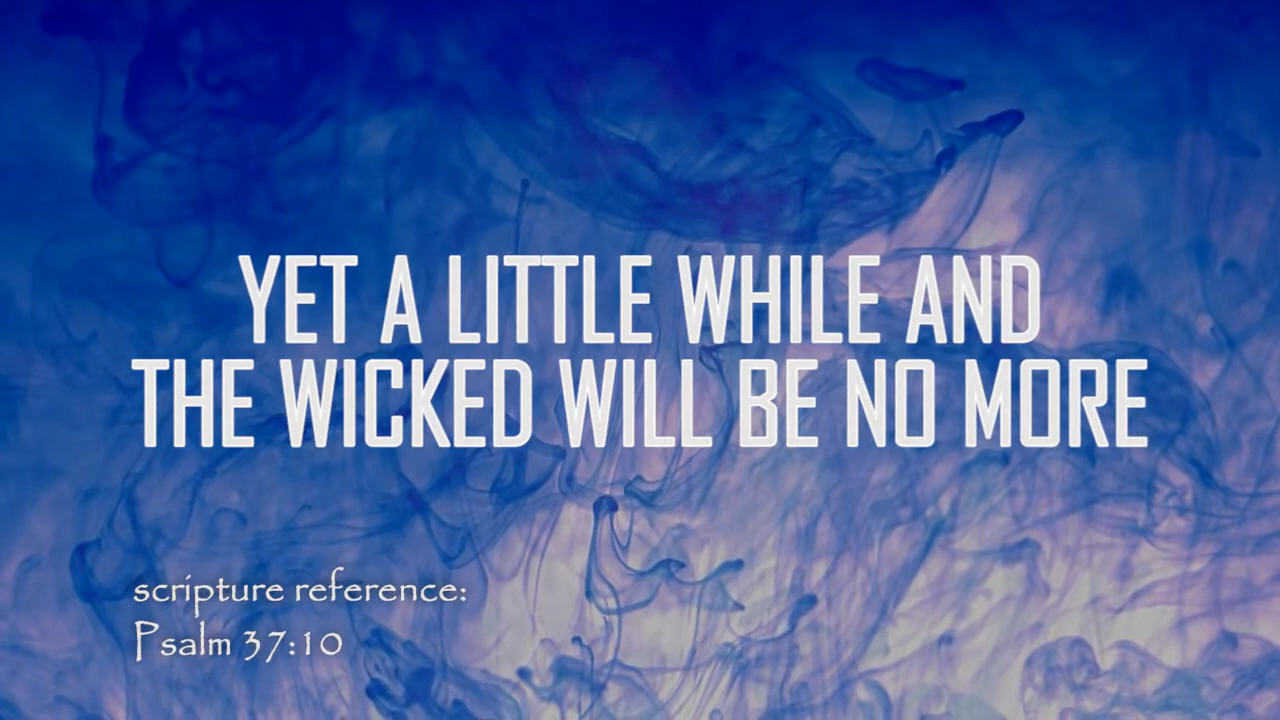 YET A LITTLE WHILE AND
THE WICKED WILL BE NO MORE
scripture reference:
Psalm 37:10